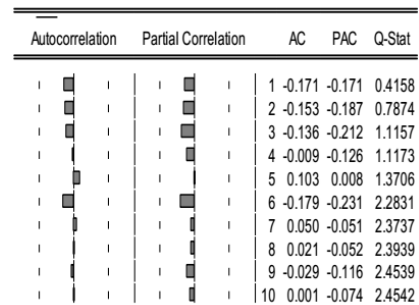 Autocorrelation Partial Correlation AC PAC Q-Stat
1 -0.171 -0.171 0.4158
2 -0.153 -0.187 0.7874
3 -0.136 -0.212 1.1157
4 -0.009 -0.126 1.1173
5 0.103 0.008 1.3706
6 -0.179 -0.231 2.2831
7 0.050 -0.051 2.3737
8 0.021 -0.052 2.3939
9 -0.029 -0.116 2.4539
10 0.001 -0.074 2.4542